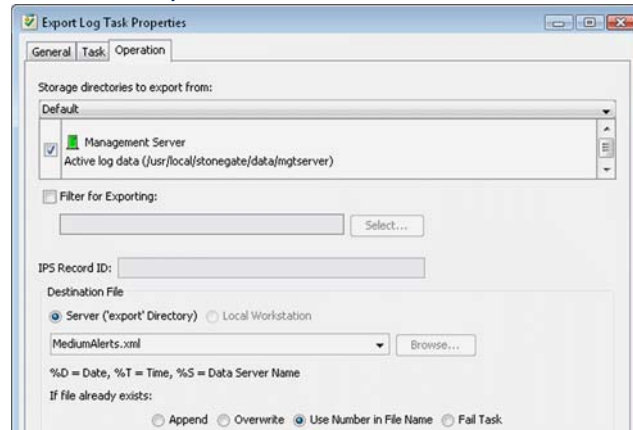 Export Log Task Properties
General Task Operation
Storage directories to export from:
Default
Management Server
Active log data (/usr/local/stonegate/data/mgtserver)
Filter for Exporting:
Select...
IPS Record ID:
Destination File
Server ('export' Directory) Local Workstation
MediumAlerts.xml Browse...
%D = Date, %T = Time, %S = Data Server Name
If file already exists:
Append Overwrite Use Number in File Name Fail Task